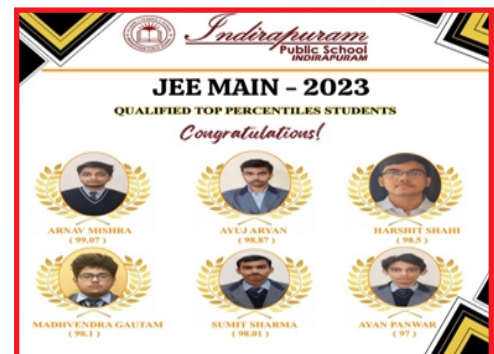 Indirapuram
Public School
INDIRAPURAM
JEE MAIN - 2023
QUALIFIED TOP PERCENTILES STUDENTS
Congratulations!
ARNAV MISHRA
( 99,07 )
AYUJ ARYAN
( 98,87 )
HARSHIT SHAHI
( 98,5 )
MADHVENDRA GAUTAM
( 98,1 )
SUMIT SHARMA
( 98,01 )
AYAN PANWAR
( 97 )